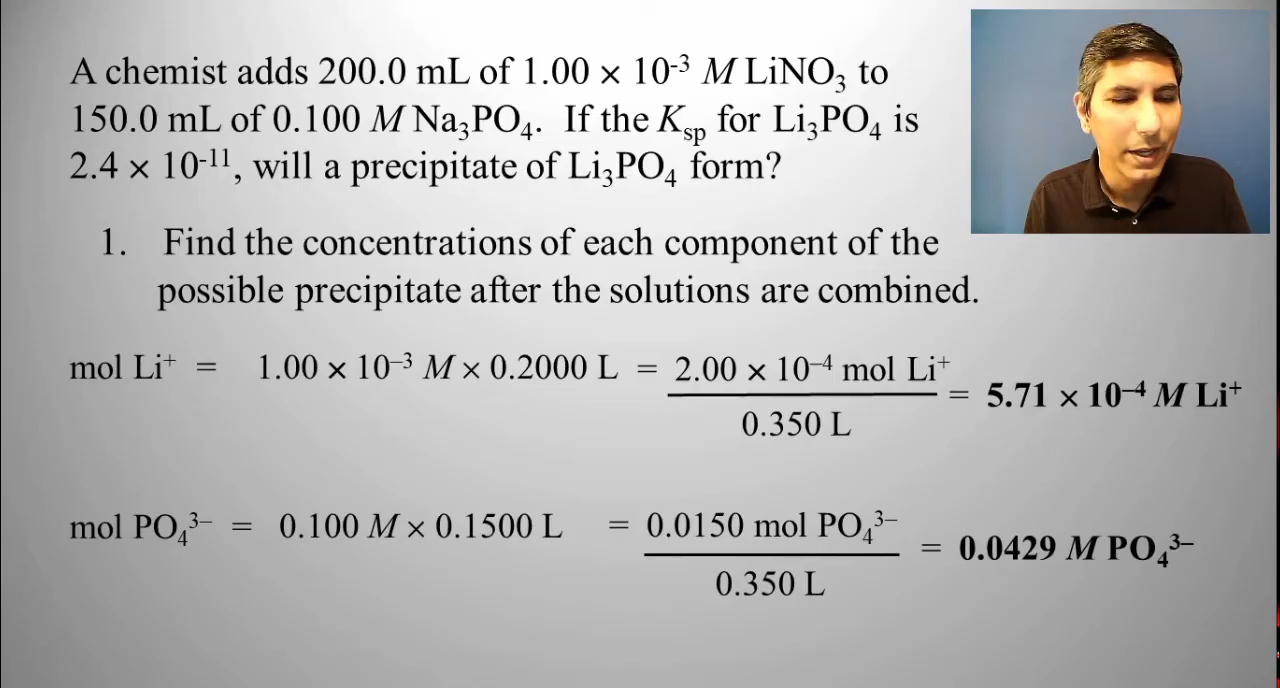 A chemist adds 200.0 mL of 1.00 × 10⁻³ M LiNO₃ to
150.0 mL of 0.100 M Na₃PO₄. If the Kₛₚ for Li₃PO₄ is
2.4 × 10⁻¹¹, will a precipitate of Li₃PO₄ form?
1. Find the concentrations of each component of the
possible precipitate after the solutions are combined.
mol Li⁺ = 1.00 × 10⁻³ M × 0.2000 L = 2.00 × 10⁻⁴ mol Li⁺
0.350 L
= 5.71 × 10⁻⁴ M Li⁺
mol PO₄³⁻ = 0.100 M × 0.1500 L = 0.0150 mol PO₄³⁻
0.350 L
= 0.0429 M PO₄³⁻